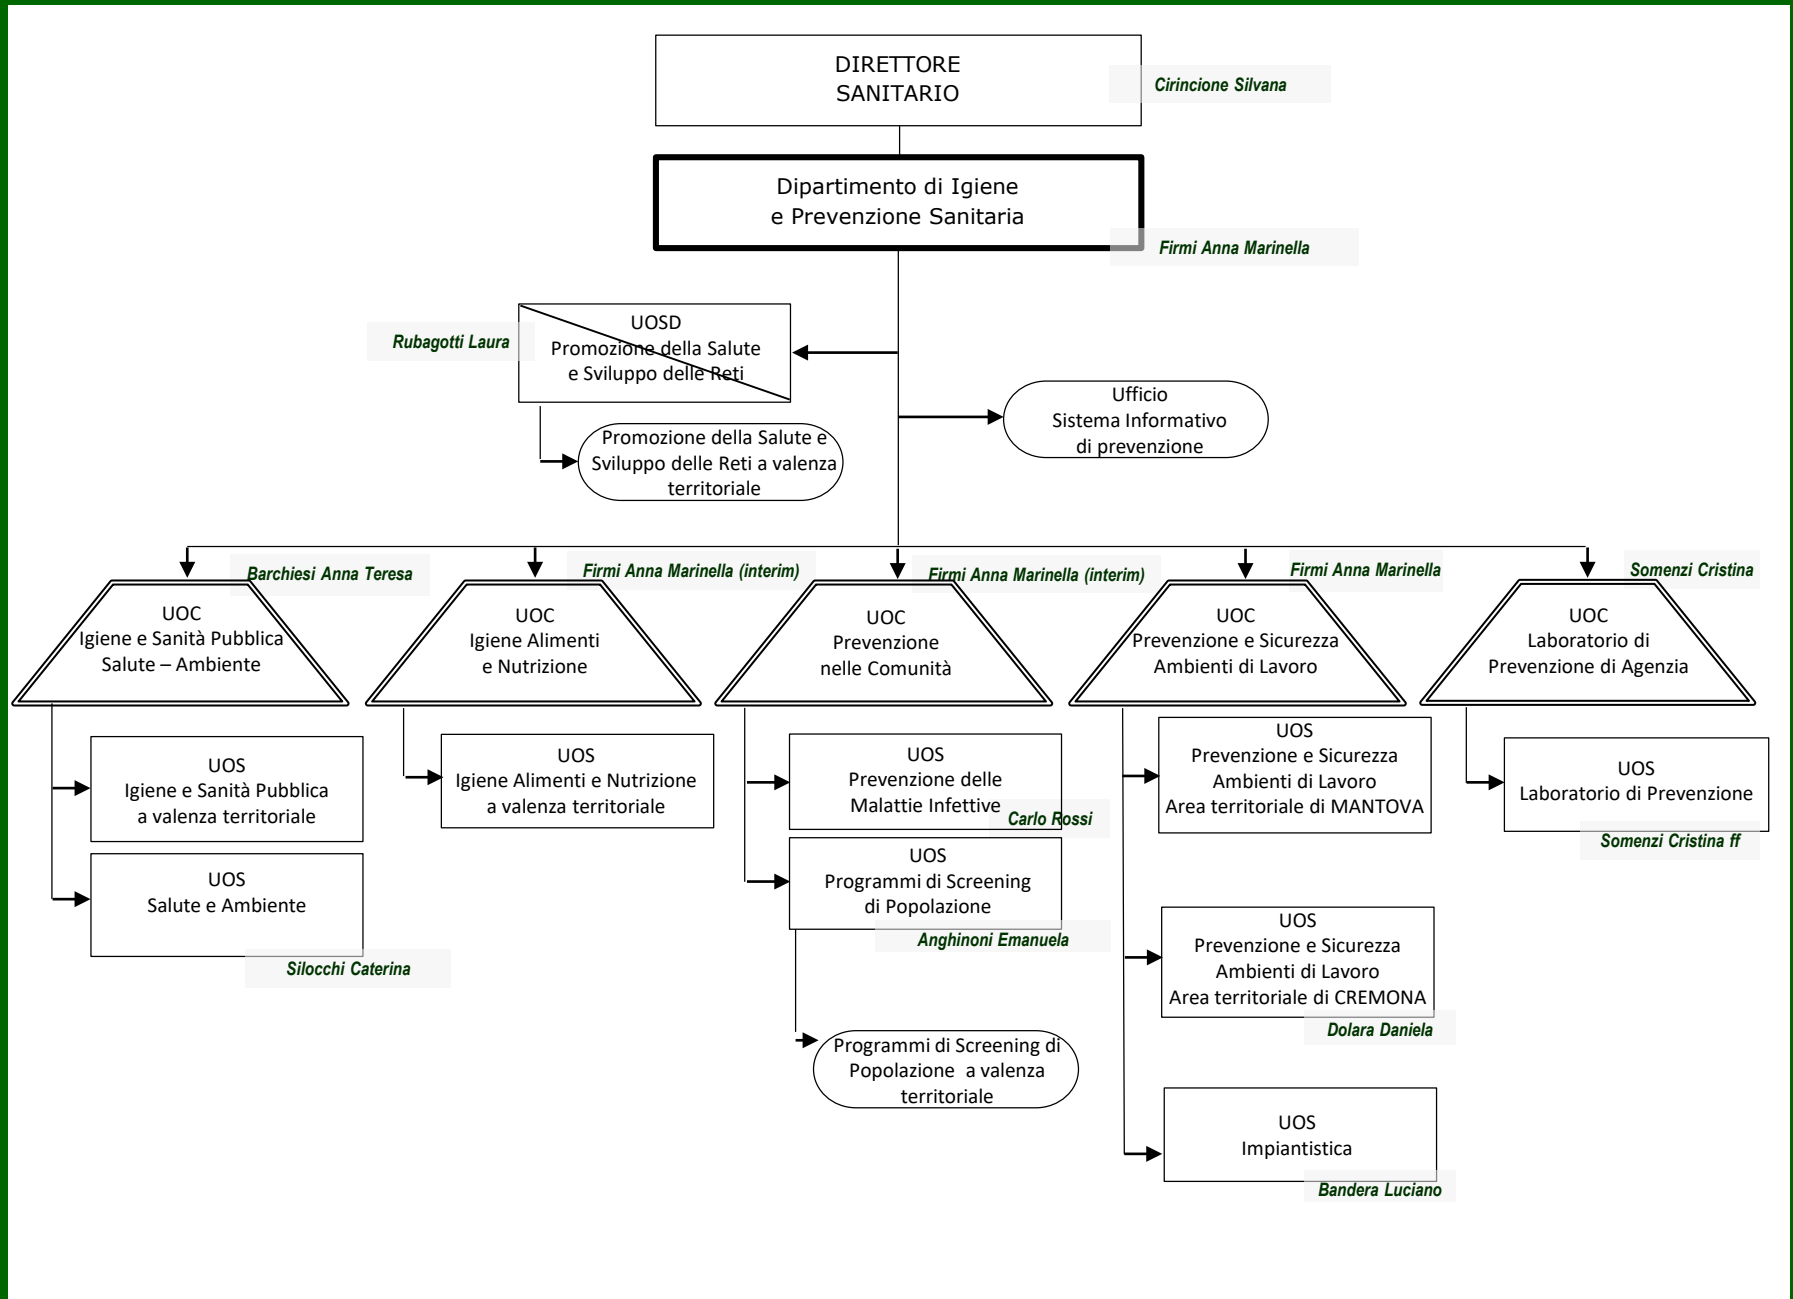 DIRETTORE
SANITARIO
Cirincione Silvana
Dipartimento di Igiene
e Prevenzione Sanitaria
Firmi Anna Marinella
UOSD
Promozione della Salute
e Sviluppo delle Reti
Rubagotti Laura
Ufficio
Sistema Informativo
di prevenzione
Promozione della Salute e
Sviluppo delle Reti a valenza
territoriale
Barchiesi Anna Teresa
UOC
Igiene e Sanità Pubblica
Salute – Ambiente
Firmi Anna Marinella (interim)
UOC
Igiene Alimenti
e Nutrizione
Firmi Anna Marinella (interim)
UOC
Prevenzione
nelle Comunità
Firmi Anna Marinella
UOC
Prevenzione e Sicurezza
Ambienti di Lavoro
Somenzi Cristina
UOC
Laboratorio di
Prevenzione di Agenzia
UOS
Igiene e Sanità Pubblica
a valenza territoriale
UOS
Salute e Ambiente
Silocchi Caterina
UOS
Igiene Alimenti e Nutrizione
a valenza territoriale
UOS
Prevenzione delle
Malattie Infettive
Carlo Rossi
UOS
Programmi di Screening
di Popolazione
Anghinoni Emanuela
Programmi di Screening di
Popolazione a valenza
territoriale
UOS
Prevenzione e Sicurezza
Ambienti di Lavoro
Area territoriale di MANTOVA
UOS
Prevenzione e Sicurezza
Ambienti di Lavoro
Area territoriale di CREMONA
Dolara Daniela
UOS
Impiantistica
Bandera Luciano
UOS
Laboratorio di Prevenzione
Somenzi Cristina ff